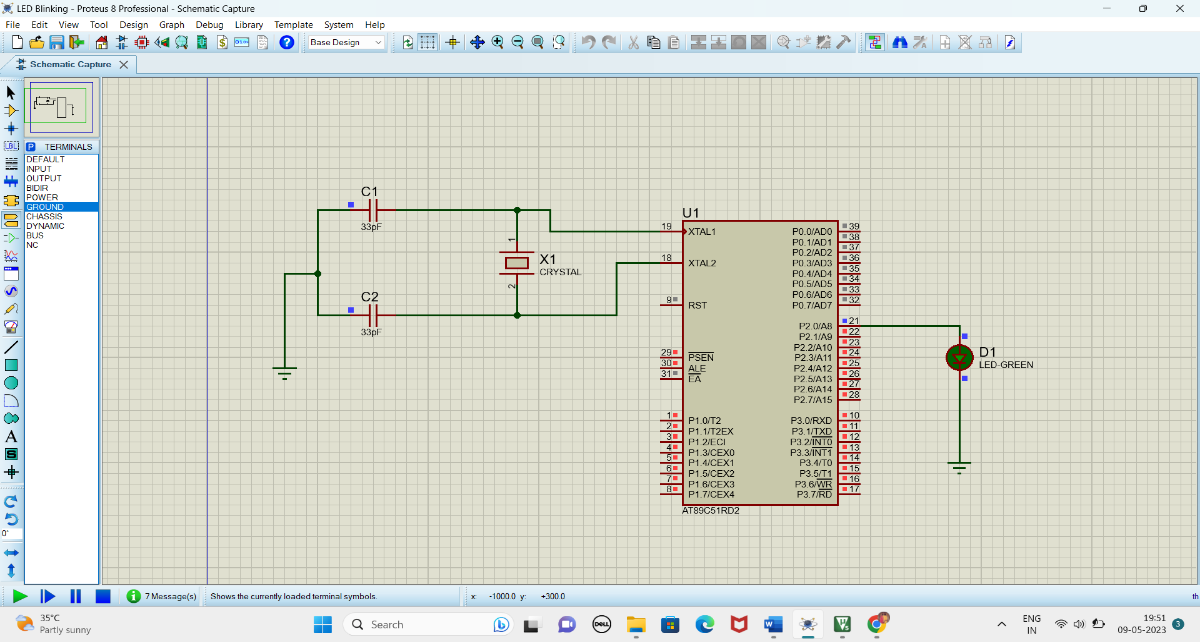 LED Blinking - Proteus 8 Professional - Schematic Capture
File Edit View Tool Design Graph Debug Library Template System Help
Base Design
Schematic Capture
P TERMINALS
DEFAULT
INPUT
OUTPUT
BIDIR
POWER
GROUND
CHASSIS
DYNAMIC
BUS
NC
LBL
A
S
0°
C1
33pF
C2
33pF
1
X1
CRYSTAL
2
U1
19 XTAL1
18 XTAL2
9 RST
29 PSEN
30 ALE
31 EA
1 P1.0/T2
2 P1.1/T2EX
3 P1.2/ECI
4 P1.3/CEX0
5 P1.4/CEX1
6 P1.5/CEX2
7 P1.6/CEX3
8 P1.7/CEX4
P0.0/AD0 39
P0.1/AD1 38
P0.2/AD2 37
P0.3/AD3 36
P0.4/AD4 35
P0.5/AD5 34
P0.6/AD6 33
P0.7/AD7 32
P2.0/A8 21
P2.1/A9 22
P2.2/A10 23
P2.3/A11 24
P2.4/A12 25
P2.5/A13 26
P2.6/A14 27
P2.7/A15 28
P3.0/RXD 10
P3.1/TXD 11
P3.2/INT0 12
P3.3/INT1 13
P3.4/T0 14
P3.5/T1 15
P3.6/WR 16
P3.7/RD 17
AT89C51RD2
D1
LED-GREEN
7 Message(s) Shows the currently loaded terminal symbols. x: -1000.0 y: +300.0 th
35°C
Partly sunny
Search
DELL
ENG
IN
19:51
09-05-2023
3